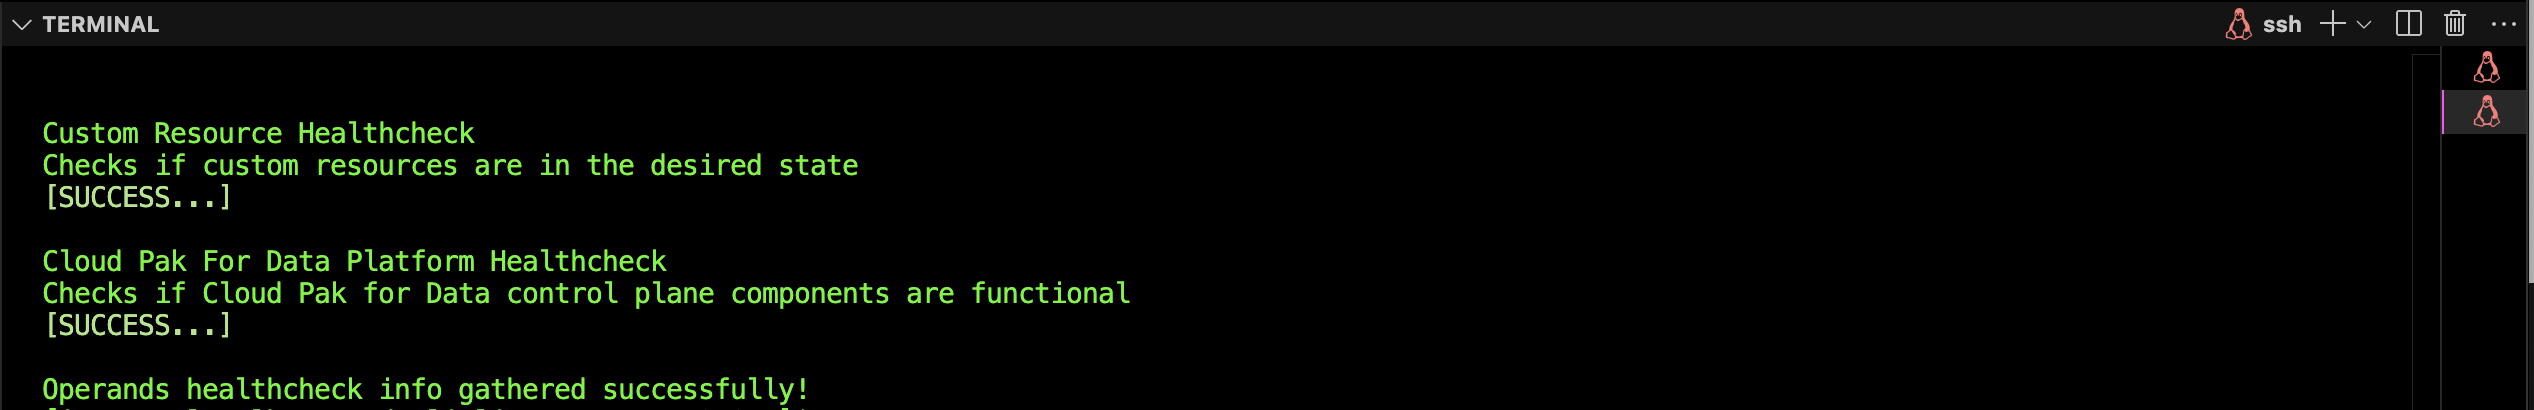 TERMINAL
ssh
Custom Resource Healthcheck
Checks if custom resources are in the desired state
[SUCCESS...]
Cloud Pak For Data Platform Healthcheck
Checks if Cloud Pak for Data control plane components are functional
[SUCCESS...]
Operands healthcheck info gathered successfully!